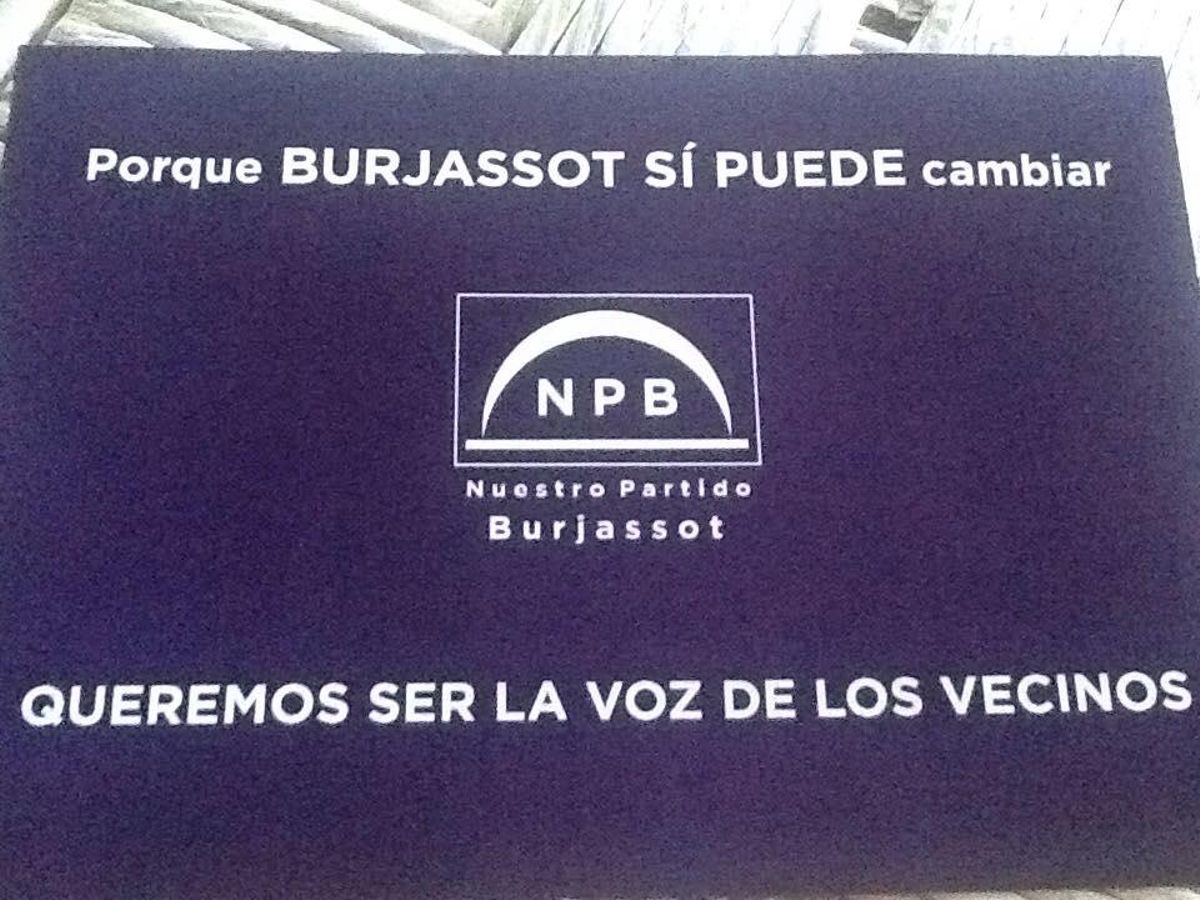 Porque BURJASSOT SÍ PUEDE cambiar
NPB
Nuestro Partido
Burjassot
QUEREMOS SER LA VOZ DE LOS VECINOS